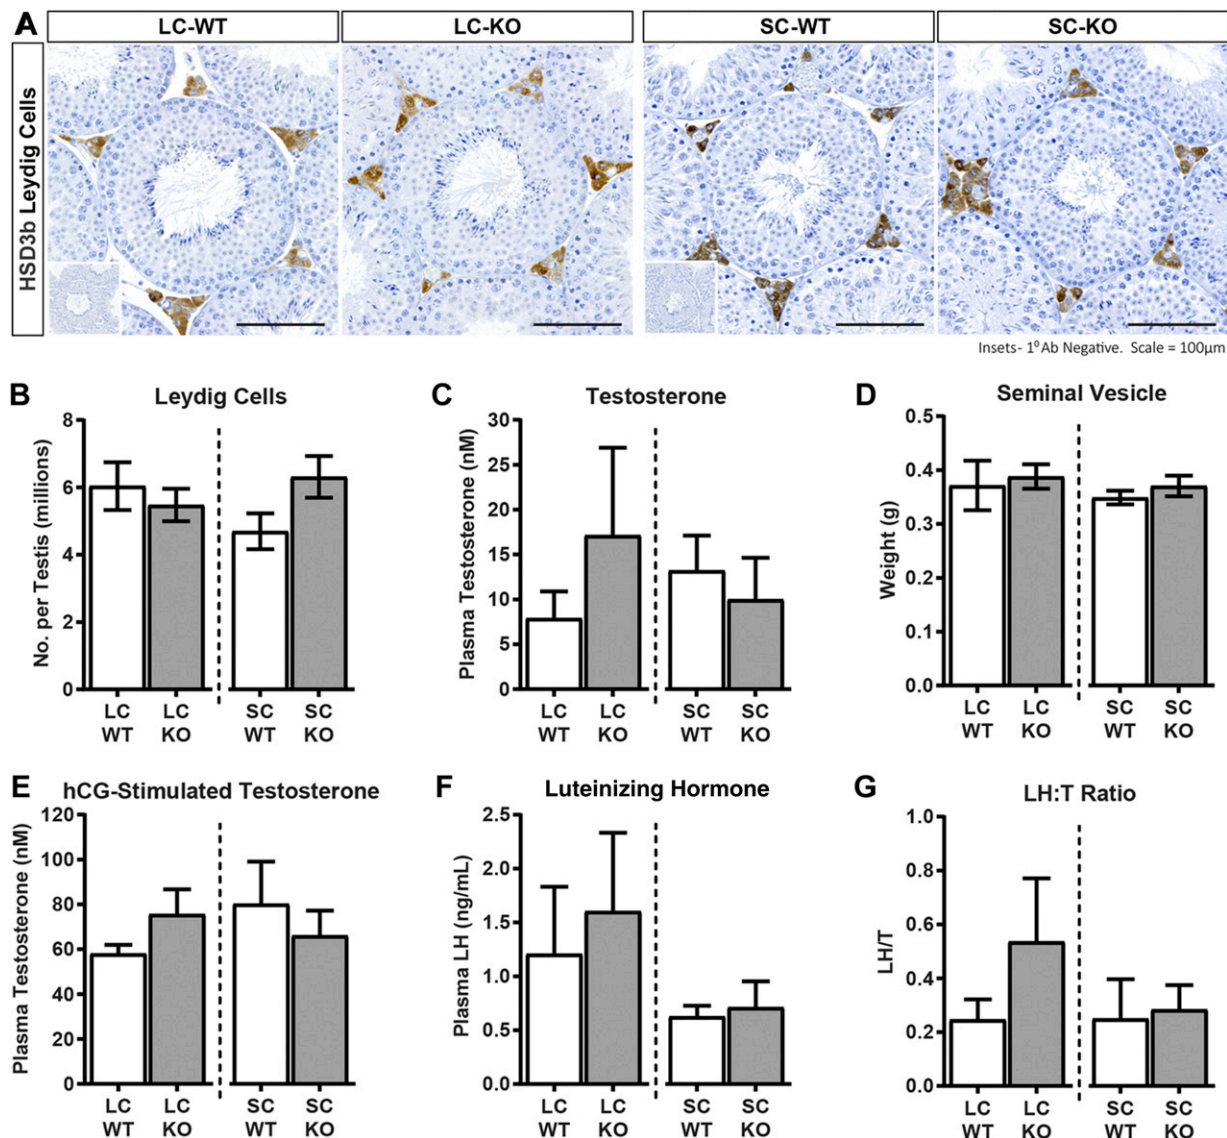 A
LC-WT
LC-KO
SC-WT
SC-KO
HSD3b Leydig Cells
Insets- 1⁰Ab Negative. Scale = 100µm
B
Leydig Cells
No. per Testis (millions)
8
6
4
2
0
LC LC SC SC
WT KO WT KO
C
Testosterone
Plasma Testosterone (nM)
30
25
20
15
10
5
0
LC LC SC SC
WT KO WT KO
D
Seminal Vesicle
Weight (g)
0.5
0.4
0.3
0.2
0.1
0.0
LC LC SC SC
WT KO WT KO
E
hCG-Stimulated Testosterone
Plasma Testosterone (nM)
120
100
80
60
40
20
0
LC LC SC SC
WT KO WT KO
F
Luteinizing Hormone
Plasma LH (ng/mL)
2.5
2.0
1.5
1.0
0.5
0.0
LC LC SC SC
WT KO WT KO
G
LH:T Ratio
LH/T
1.0
0.8
0.6
0.4
0.2
0.0
LC LC SC SC
WT KO WT KO